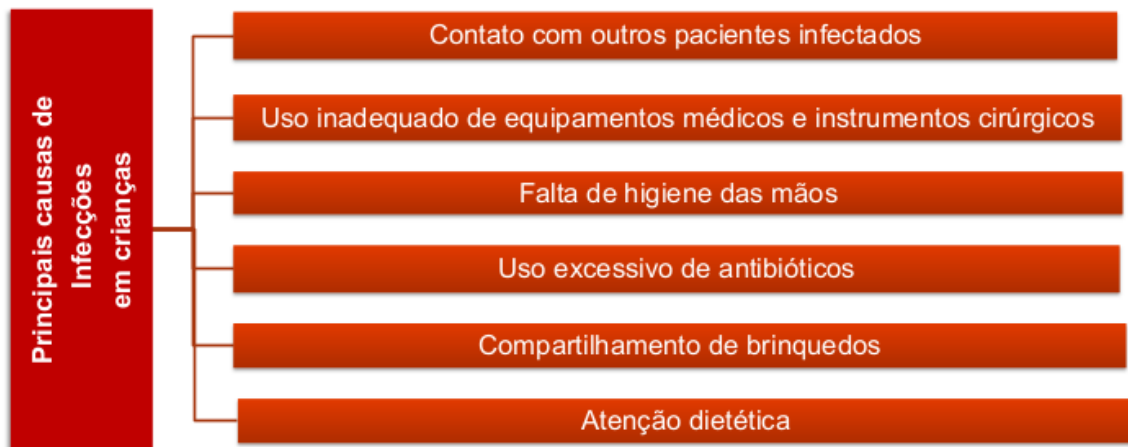 Principais causas de
Infecções
em crianças
Contato com outros pacientes infectados
Uso inadequado de equipamentos médicos e instrumentos cirúrgicos
Falta de higiene das mãos
Uso excessivo de antibióticos
Compartilhamento de brinquedos
Atenção dietética